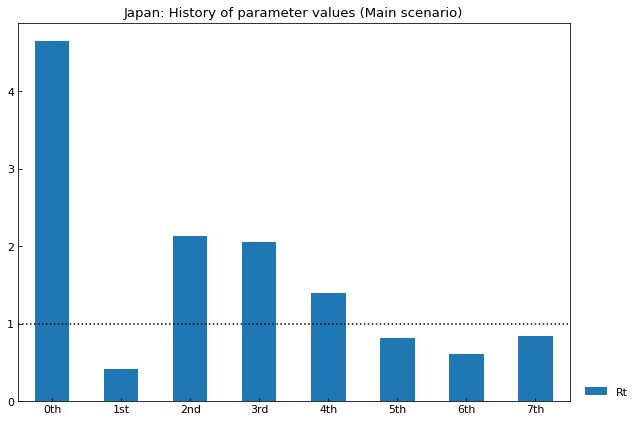 Japan: History of parameter values (Main scenario)
4
3
2
1
0
0th 1st 2nd 3rd 4th 5th 6th 7th
Rt